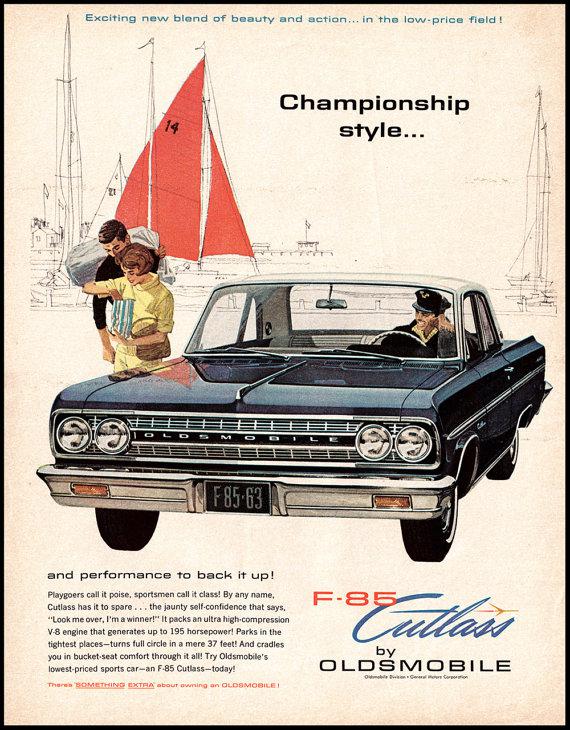 Exciting new blend of beauty and action... in the low-price field!
Championship
style...
14
OLDSMOBILE
Cutlass
F85•63
and performance to back it up!
Playgoers call it poise, sportsmen call it class! By any name,
Cutlass has it to spare . . . the jaunty self-confidence that says,
"Look me over, I'm a winner!" It packs an ultra high-compression
V-8 engine that generates up to 195 horsepower! Parks in the
tightest places—turns full circle in a mere 37 feet! And cradles
you in bucket-seat comfort through it all! Try Oldsmobile's
lowest-priced sports car—an F-85 Cutlass—today!
There's "SOMETHING EXTRA" about owning an OLDSMOBILE!
F-85
Cutlass
by
OLDSMOBILE
Oldsmobile Division • General Motors Corporation